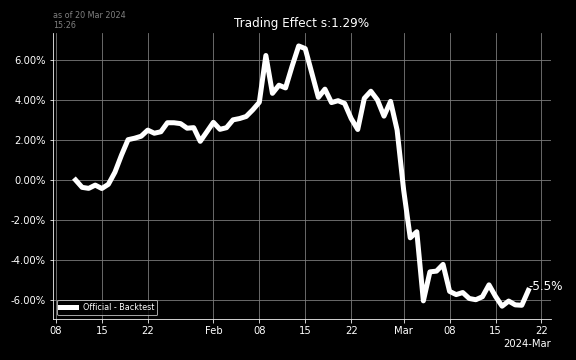 as of 20 Mar 2024
15:26
Trading Effect s:1.29%
6.00%
4.00%
2.00%
0.00%
-2.00%
-4.00%
-6.00%
-5.5%
Official - Backtest
08 15 22 Feb 08 15 22 Mar 08 15 22
2024-Mar